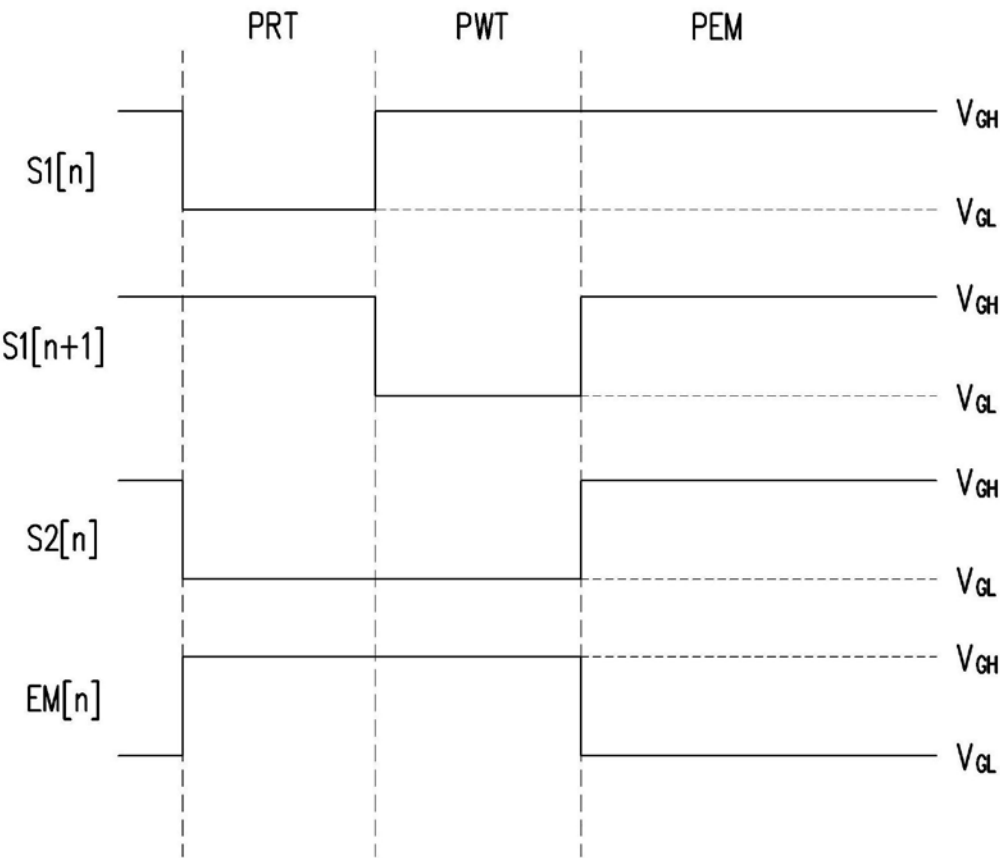 PRT PWT PEM
VGH
S1[n]
VGL
VGH
S1[n+1]
VGL
VGH
S2[n]
VGL
VGH
EM[n]
VGL